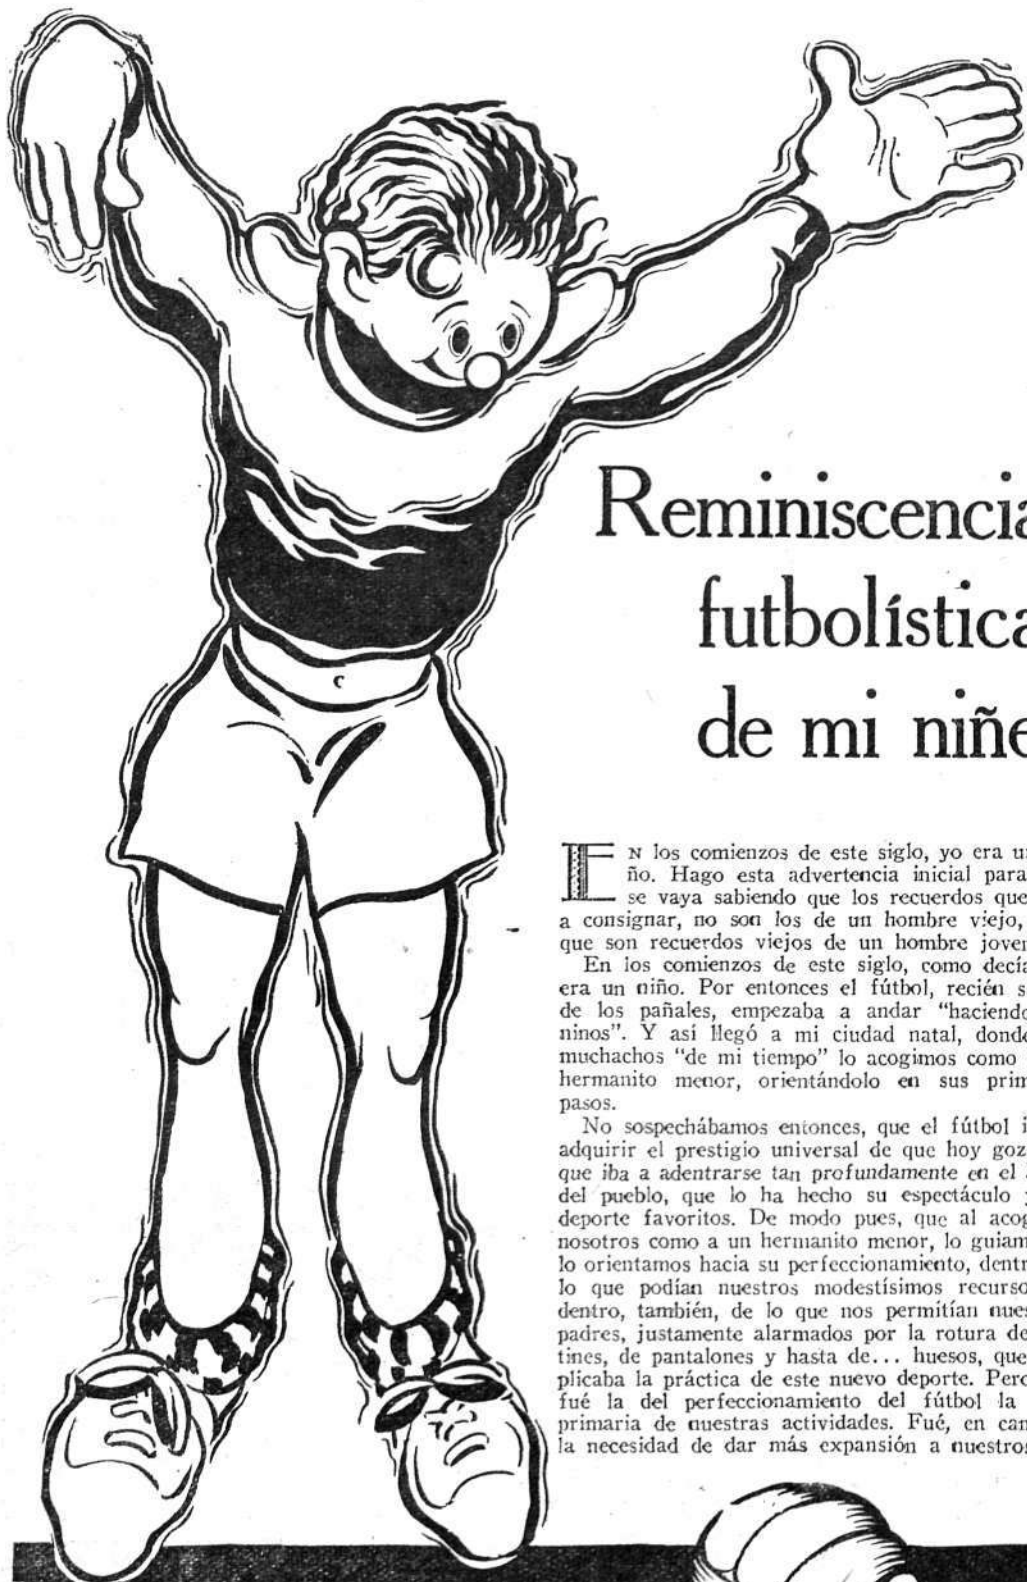 Reminiscencia
futbolística
de mi niñe
EN los comienzos de este siglo, yo era u
ño. Hago esta advertencia inicial para
se vaya sabiendo que los recuerdos que
a consignar, no son los de un hombre viejo,
que son recuerdos viejos de un hombre joven
En los comienzos de este siglo, como decía
era un niño. Por entonces el fútbol, recién s
de los pañales, empezaba a andar "haciendo
ninos". Y así llegó a mi ciudad natal, donde
muchachos "de mi tiempo" lo acogimos como
hermanito menor, orientándolo en sus prim
pasos.
No sospechábamos entonces, que el fútbol i
adquirir el prestigio universal de que hoy goz
que iba a adentrarse tan profundamente en el
del pueblo, que lo ha hecho su espectáculo y
deporte favoritos. De modo pues, que al acog
nosotros como a un hermanito menor, lo guiam
lo orientamos hacia su perfeccionamiento, dentr
lo que podían nuestros modestísimos recurso
dentro, también, de lo que nos permitían nues
padres, justamente alarmados por la rotura de
tines, de pantalones y hasta de... huesos, que
plicaba la práctica de este nuevo deporte. Pero
fué la del perfeccionamiento del fútbol la
primaria de nuestras actividades. Fué, en can
la necesidad de dar más expansión a nuestros